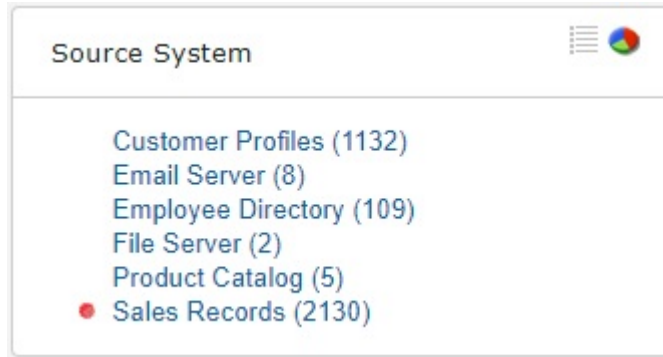 Source System
Customer Profiles (1132)
Email Server (8)
Employee Directory (109)
File Server (2)
Product Catalog (5)
Sales Records (2130)